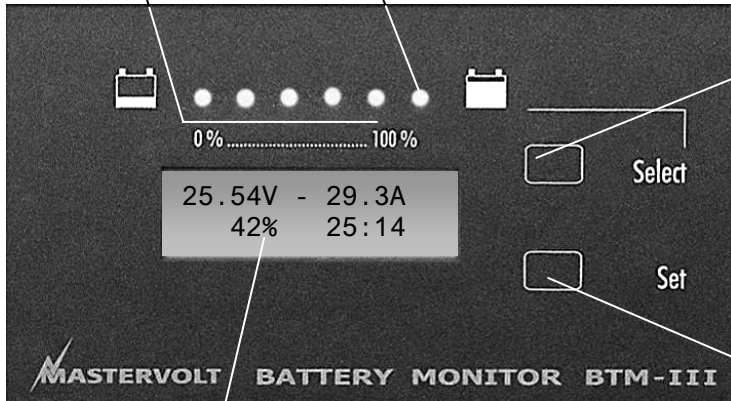 0% .............................. 100%
25.54V - 29.3A
42% 25:14
Select
Set
MASTERVOLT BATTERY MONITOR BTM-III